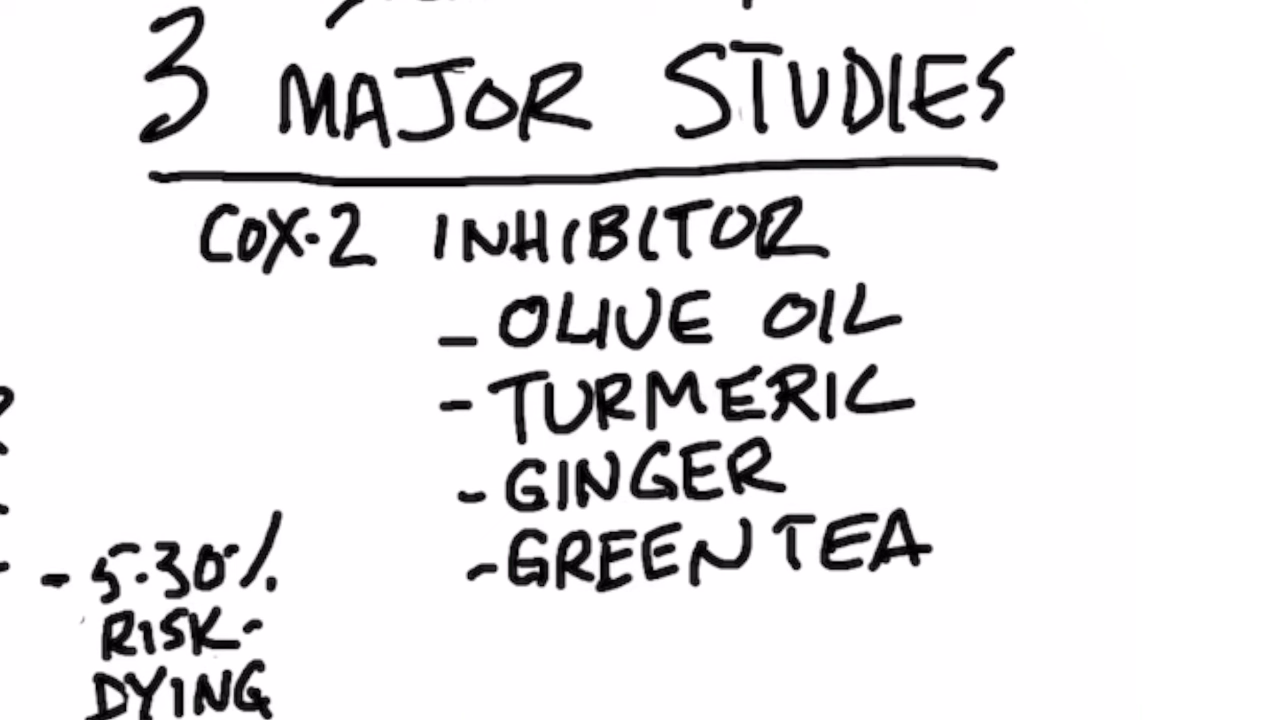 3 MAJOR STUDIES
COX-2 INHIBITOR
- OLIVE OIL
- TURMERIC
- GINGER
- GREEN TEA
- 5-30%
RISK-
DYING